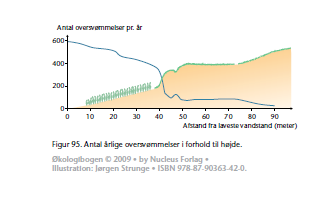 Antal oversvømmelser pr. år
600
400
200
0
0 10 20 30 40 50 60 70 80 90
Afstand fra laveste vandstand (meter)
Figur 95. Antal årlige oversvømmelser i forhold til højde.
Økologibogen © 2009 • by Nucleus Forlag •
Illustration: Jørgen Strunge • ISBN 978-87-90363-42-0.